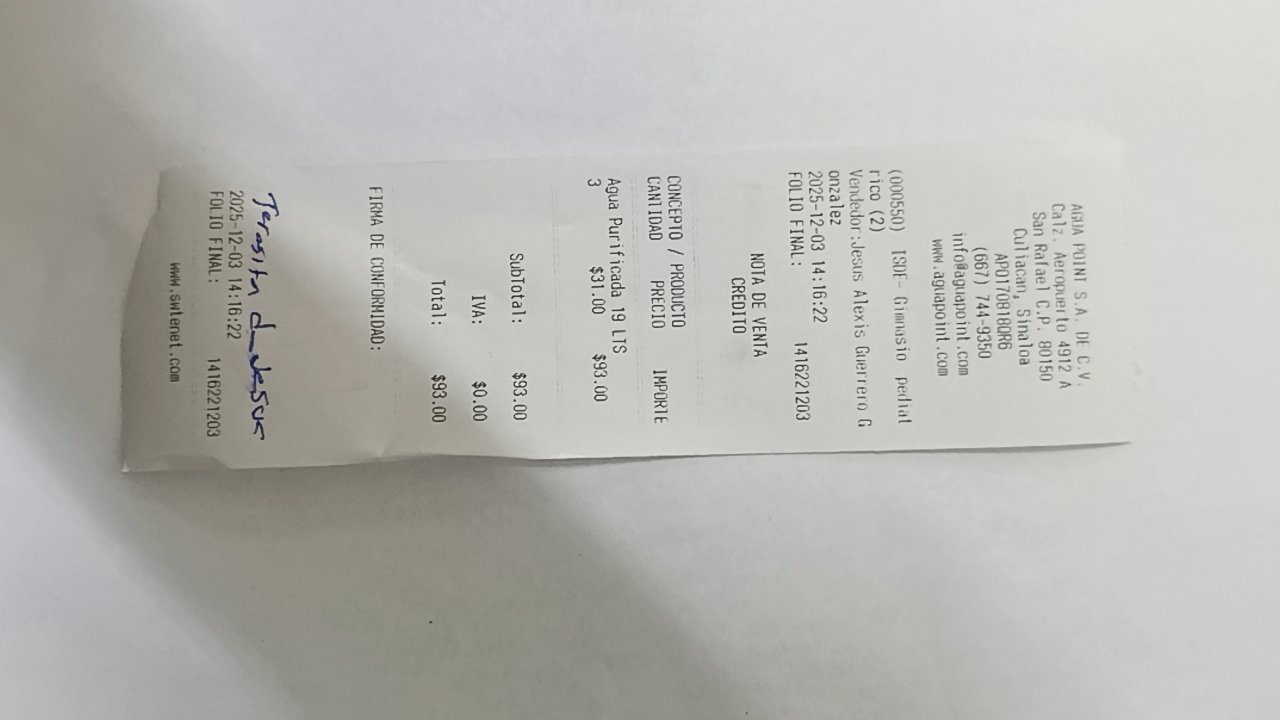 AGUA POINT S.A. DE C.V.
Calz. Aeropuerto 4912 A
San Rafael C.P. 80150
Culiacan, Sinaloa
APO170818QR6
(667) 744-9350
info@aguapoint.com
www.aguapoint.com
(000550) ISDE- Gimnasio pediat
rico (2)
Vendedor:Jesus Alexis Guerrero G
onzalez
2025-12-03 14:16:22
FOLIO FINAL: 1416221203
NOTA DE VENTA
CREDITO
CONCEPTO / PRODUCTO
CANTIDAD PRECIO IMPORTE
Agua Purificada 19 LTS
3 $31.00 $93.00
SubTotal: $93.00
IVA: $0.00
Total: $93.00
FIRMA DE CONFORMIDAD:
2025-12-03 14:16:22
FOLIO FINAL: 1416221203
www.swtenet.com